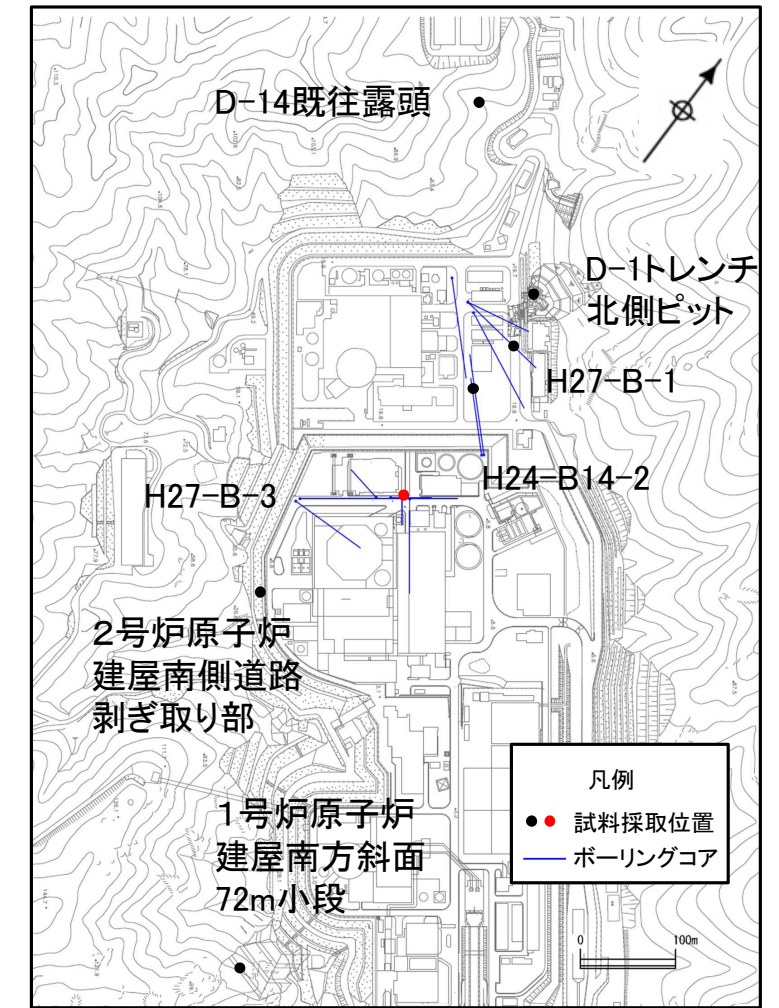 D-14既往露頭
D-1トレンチ
北側ピット
H27-B-1
H24-B14-2
H27-B-3
2号炉原子炉
建屋南側道路
剥ぎ取り部
1号炉原子炉
建屋南方斜面
72m小段
凡例
試料採取位置
ボーリングコア
0 100m